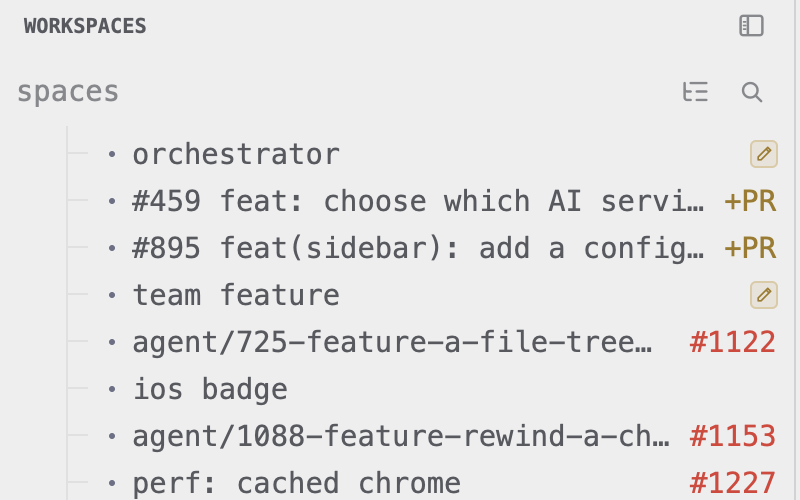 WORKSPACES
spaces
orchestrator
#459 feat: choose which AI servi… +PR
#895 feat(sidebar): add a config… +PR
team feature
agent/725-feature-a-file-tree… #1122
ios badge
agent/1088-feature-rewind-a-ch… #1153
perf: cached chrome #1227